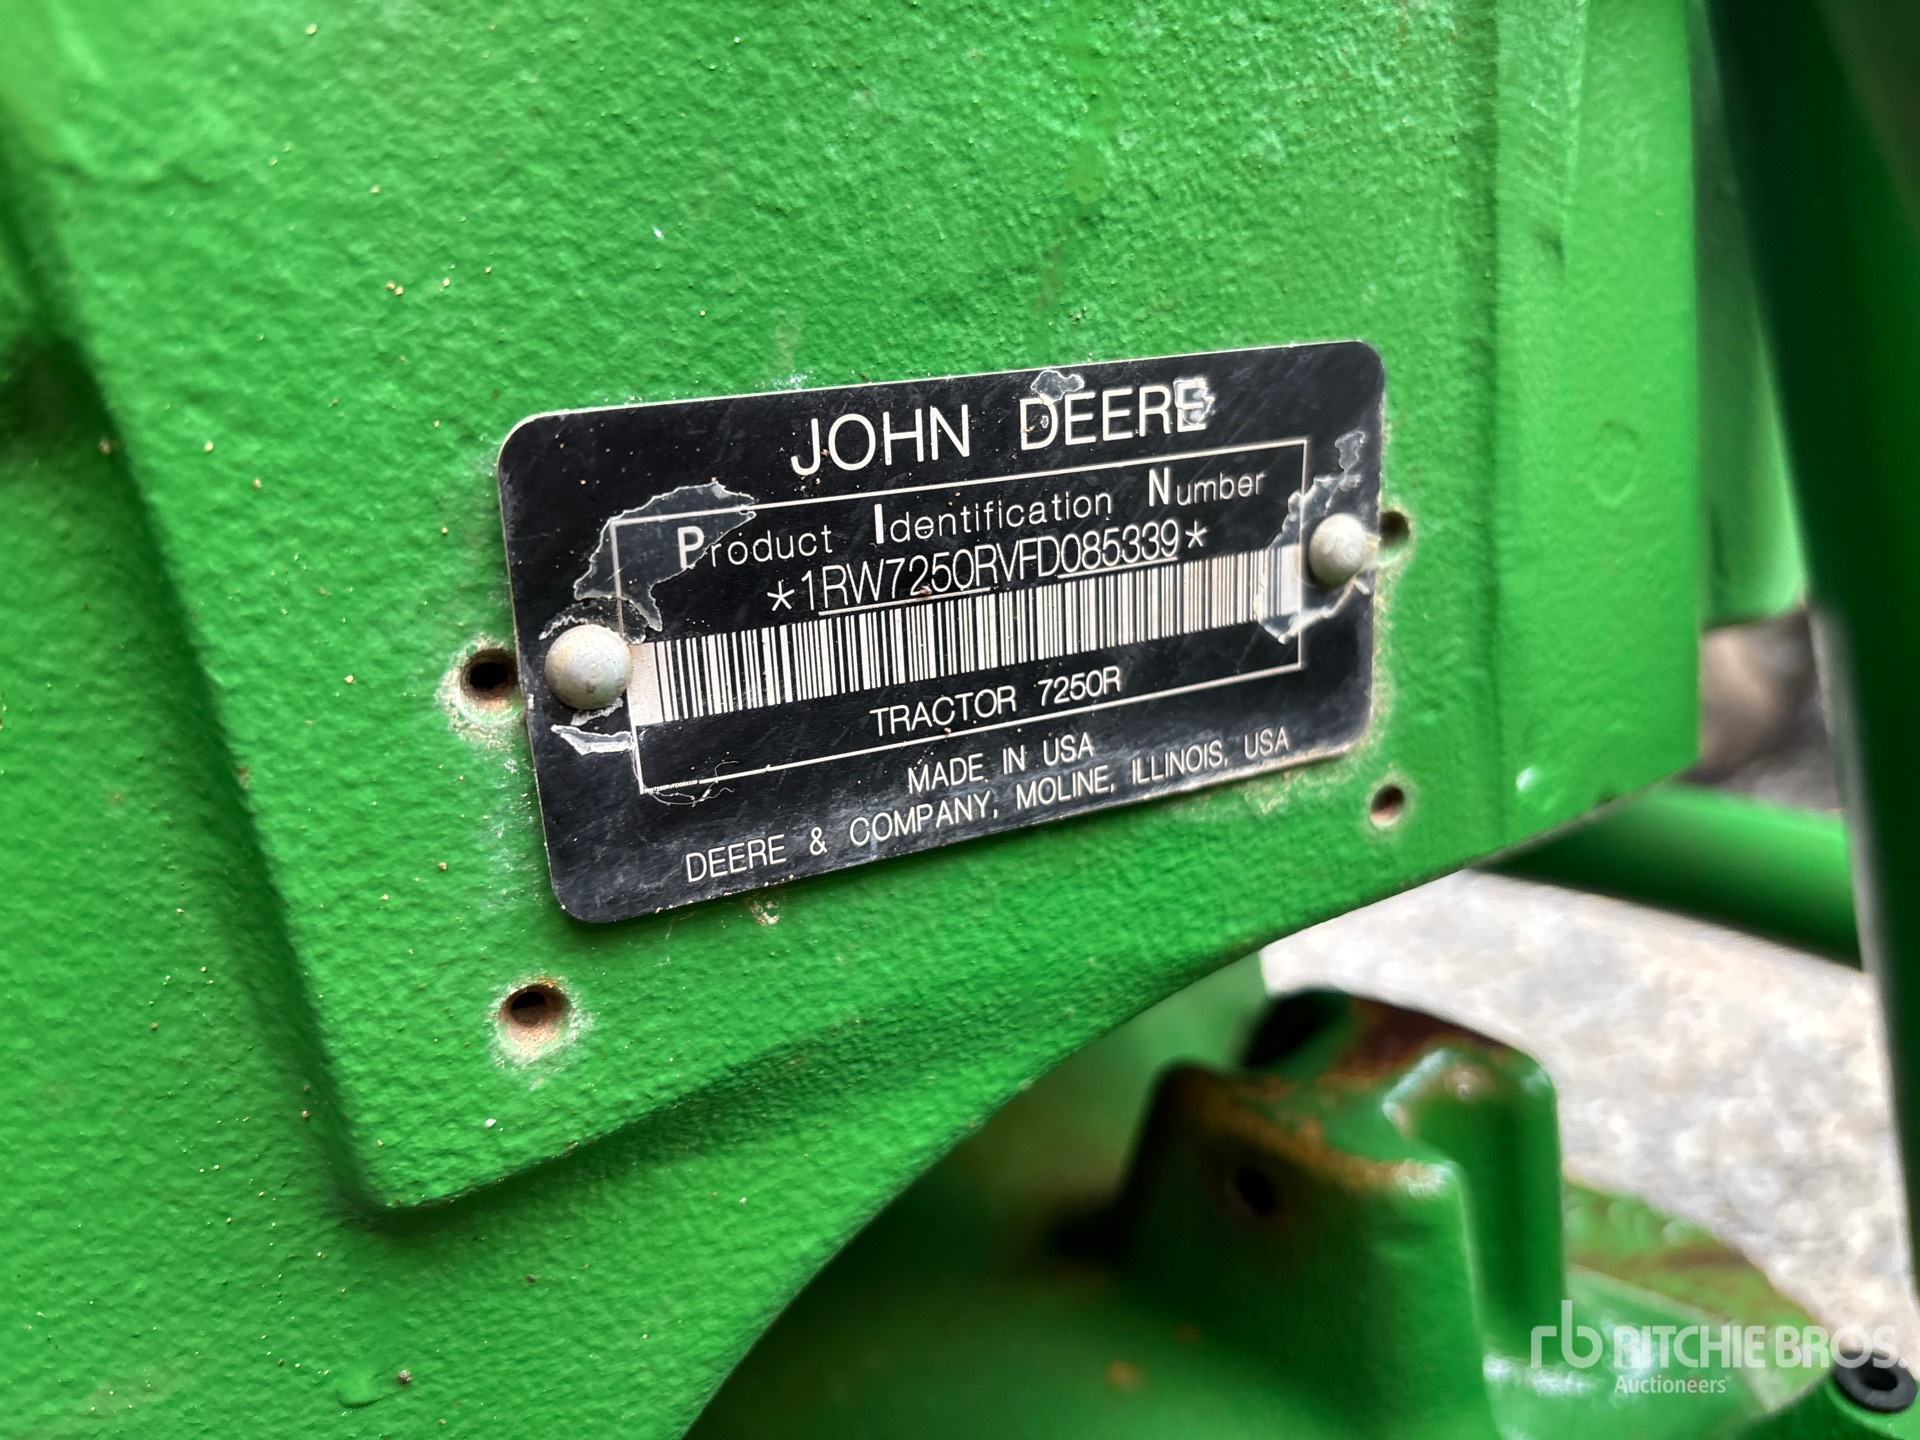 JOHN DEERE
Product Identification Number
*1RW7250RVFD085339*
TRACTOR 7250R
MADE IN USA
DEERE & COMPANY, MOLINE, ILLINOIS, USA
rb RITCHIE BROS.
Auctioneers